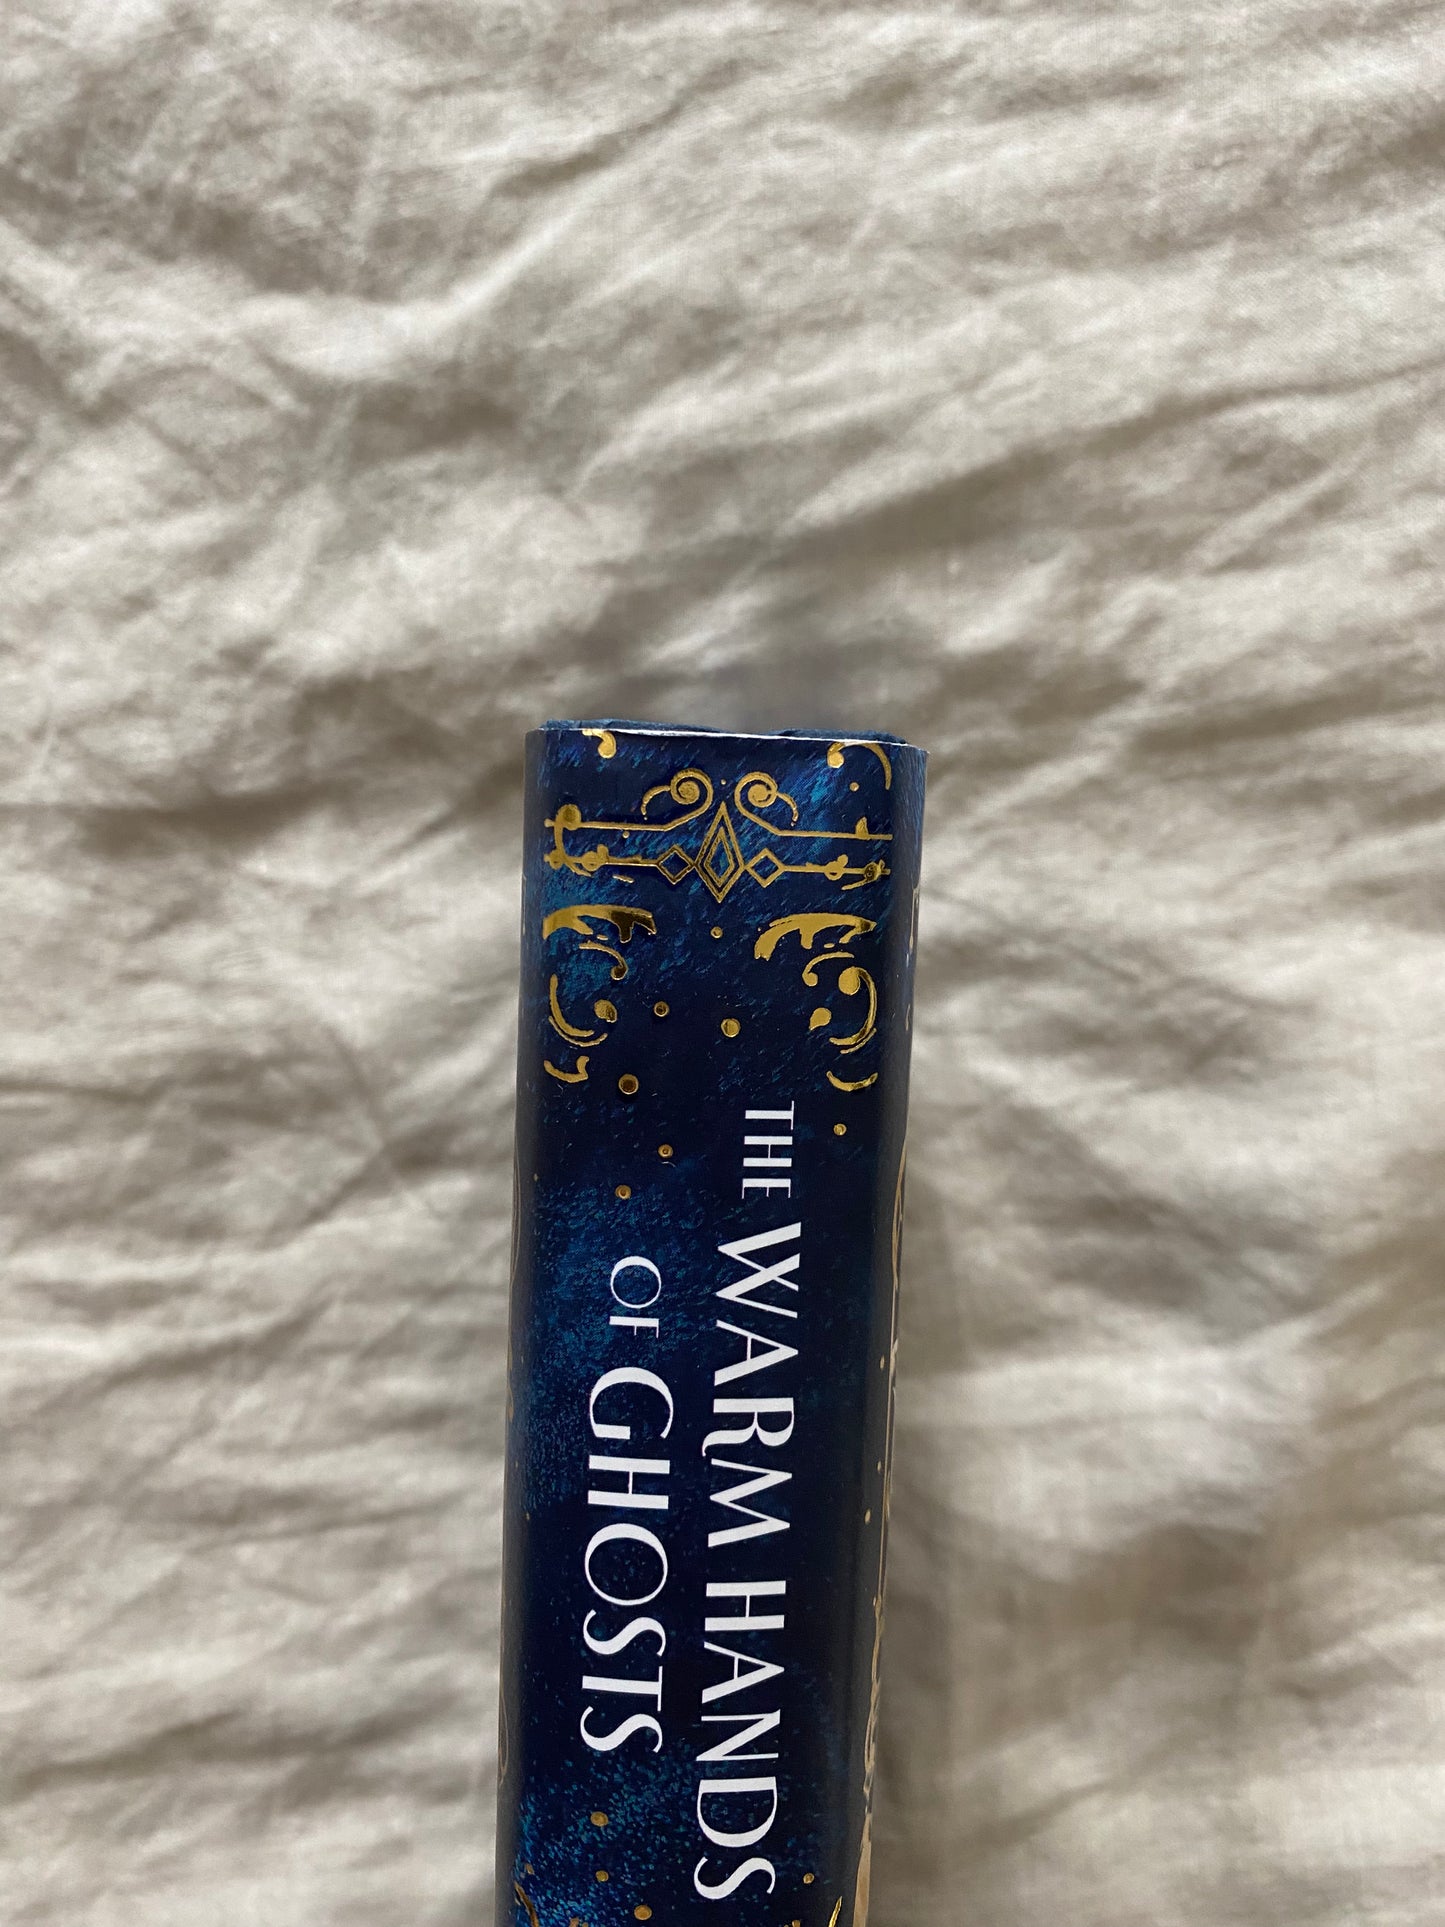 THE WARM HANDS
OF GHOSTS